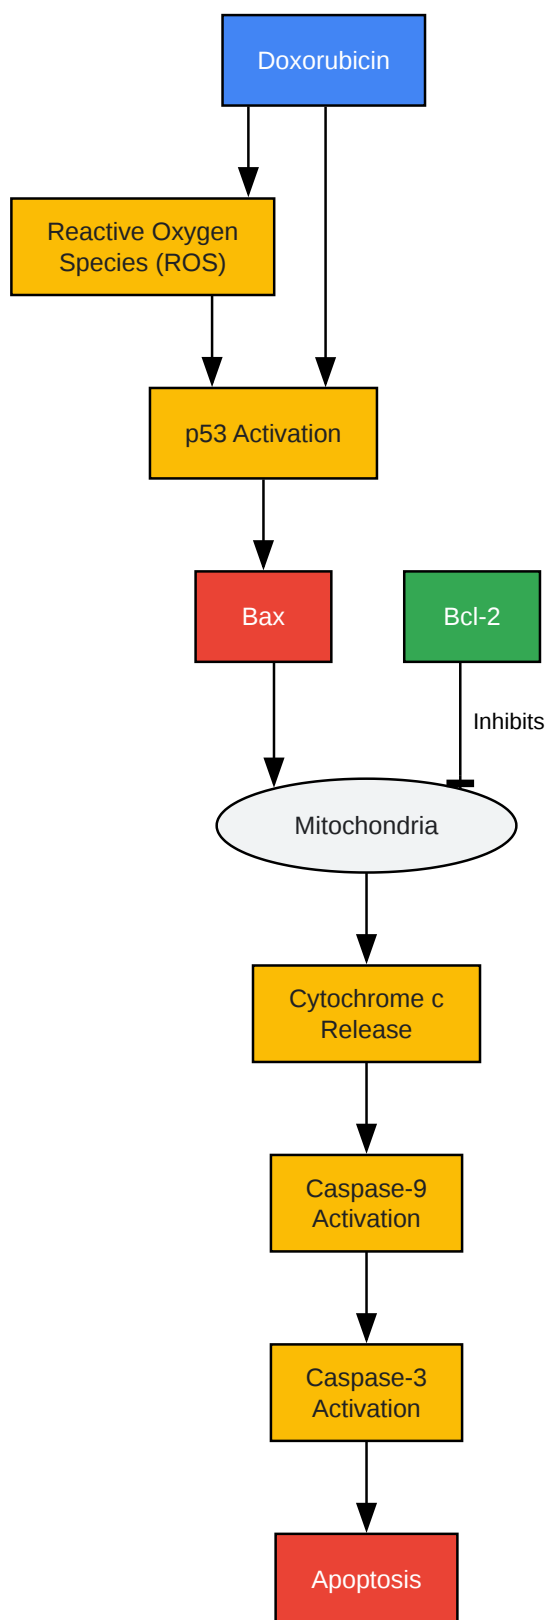 Doxorubicin
Reactive Oxygen
Species (ROS)
p53 Activation
Bax
Bcl-2
Inhibits
Mitochondria
Cytochrome c
Release
Caspase-9
Activation
Caspase-3
Activation
Apoptosis